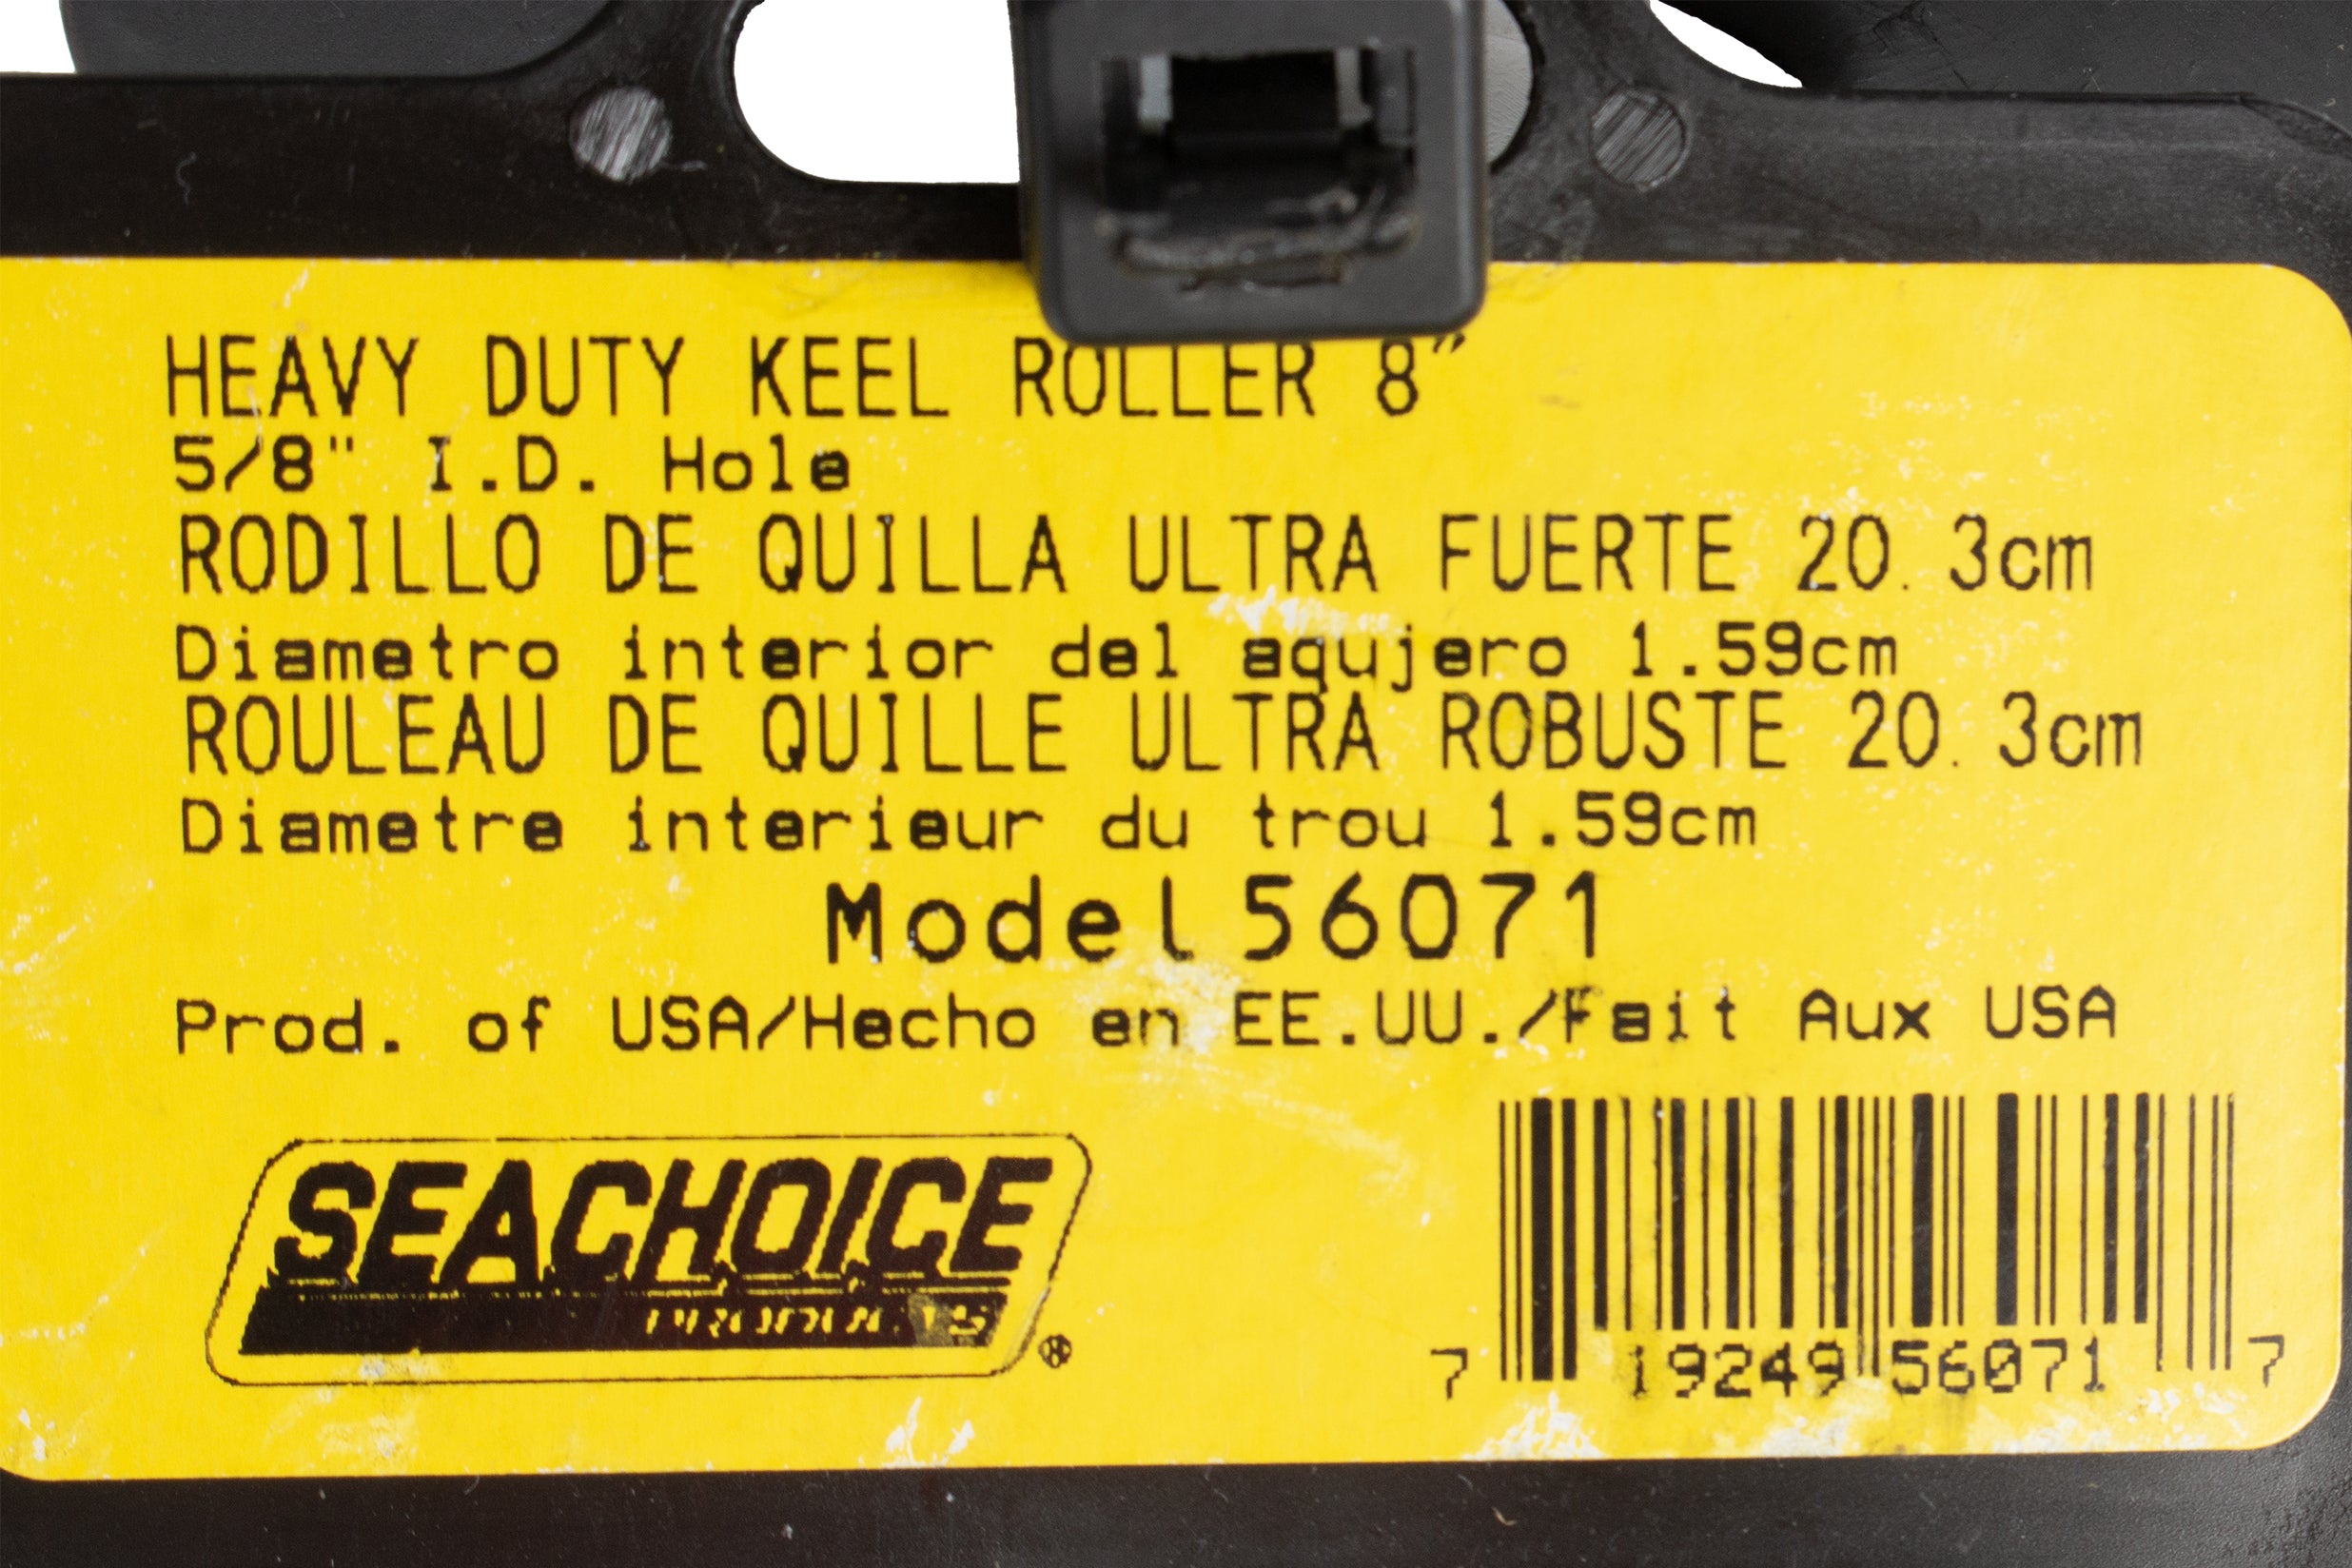 HEAVY DUTY KEEL ROLLER 8"
5/8" I.D. Hole
RODILLO DE QUILLA ULTRA FUERTE 20.3cm
Diametro interior del agujero 1.59cm
ROULEAU DE QUILLE ULTRA ROBUSTE 20.3cm
Diametre interieur du trou 1.59cm
Model 56071
Prod. of USA/Hecho en EE.UU./Fait Aux USA
SEACHOICE
®
7 19249 56071 7